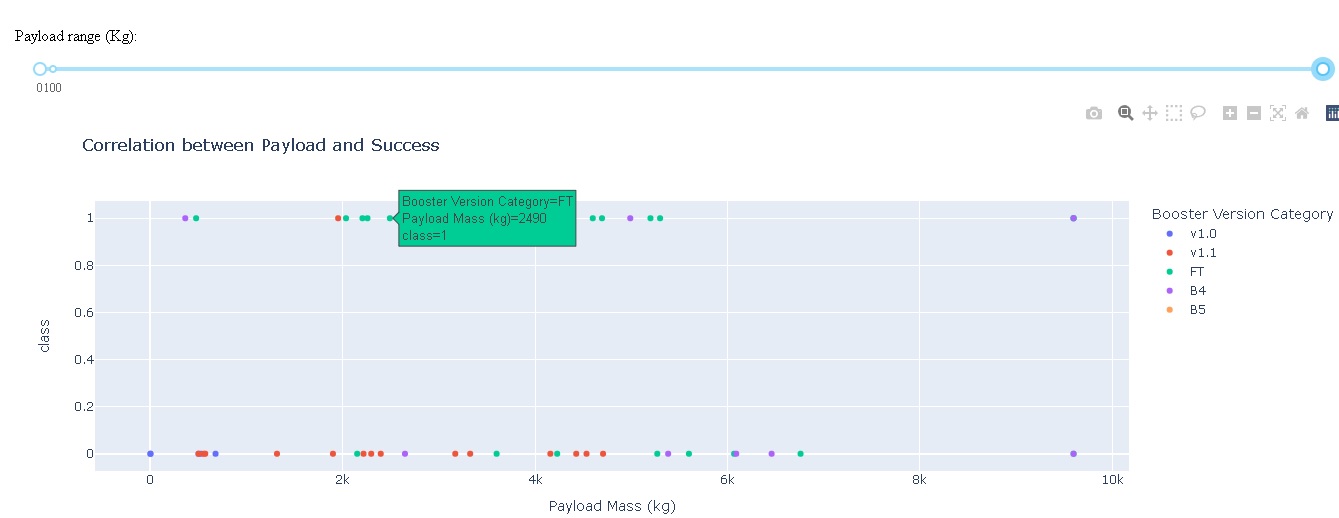 Payload range (Kg):
0100
Correlation between Payload and Success
Booster Version Category=FT
Payload Mass (kg)=2490
class=1
Booster Version Category
v1.0
v1.1
FT
B4
B5
1
0.8
0.6
0.4
0.2
0
class
0 2k 4k 6k 8k 10k
Payload Mass (kg)